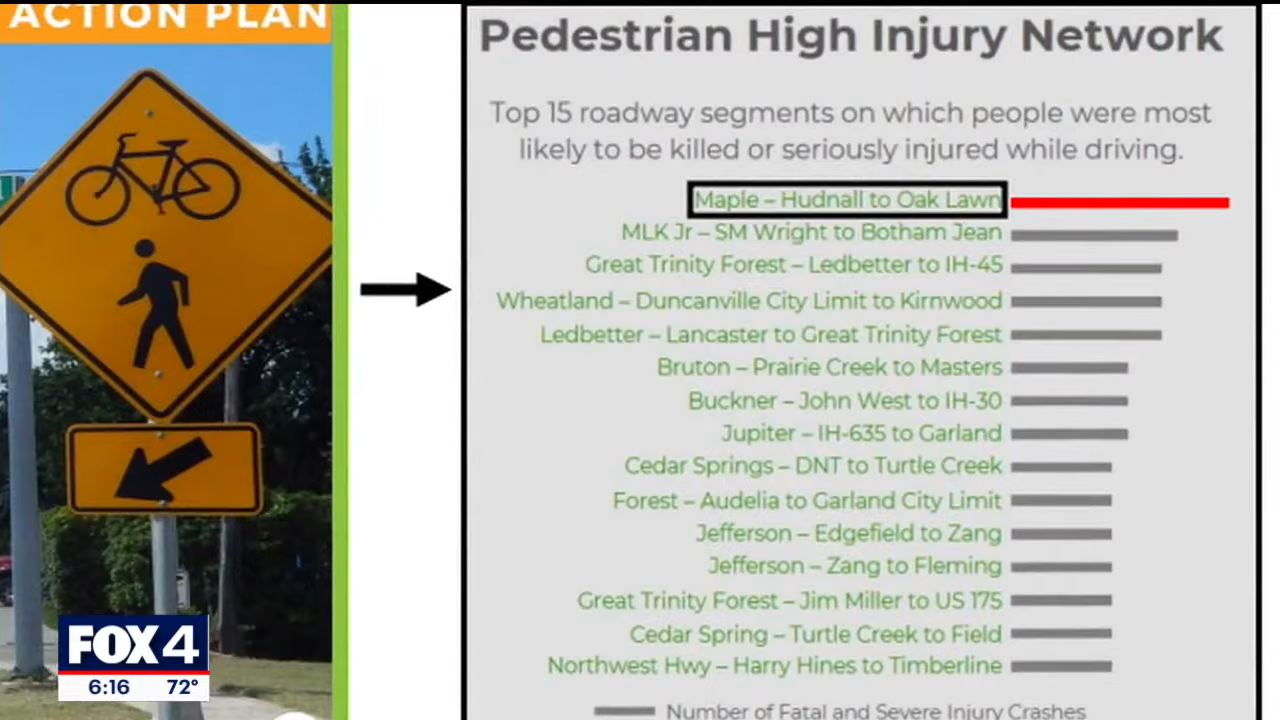 ACTION PLAN
Pedestrian High Injury Network
Top 15 roadway segments on which people were most
likely to be killed or seriously injured while driving.
Maple – Hudnall to Oak Lawn
MLK Jr – SM Wright to Botham Jean
Great Trinity Forest – Ledbetter to IH-45
Wheatland – Duncanville City Limit to Kirnwood
Ledbetter – Lancaster to Great Trinity Forest
Bruton – Prairie Creek to Masters
Buckner – John West to IH-30
Jupiter – IH-635 to Garland
Cedar Springs – DNT to Turtle Creek
Forest – Audelia to Garland City Limit
Jefferson – Edgefield to Zang
Jefferson – Zang to Fleming
Great Trinity Forest – Jim Miller to US 175
Cedar Spring – Turtle Creek to Field
Northwest Hwy – Harry Hines to Timberline
Number of Fatal and Severe Injury Crashes
FOX 4
6:16 72°